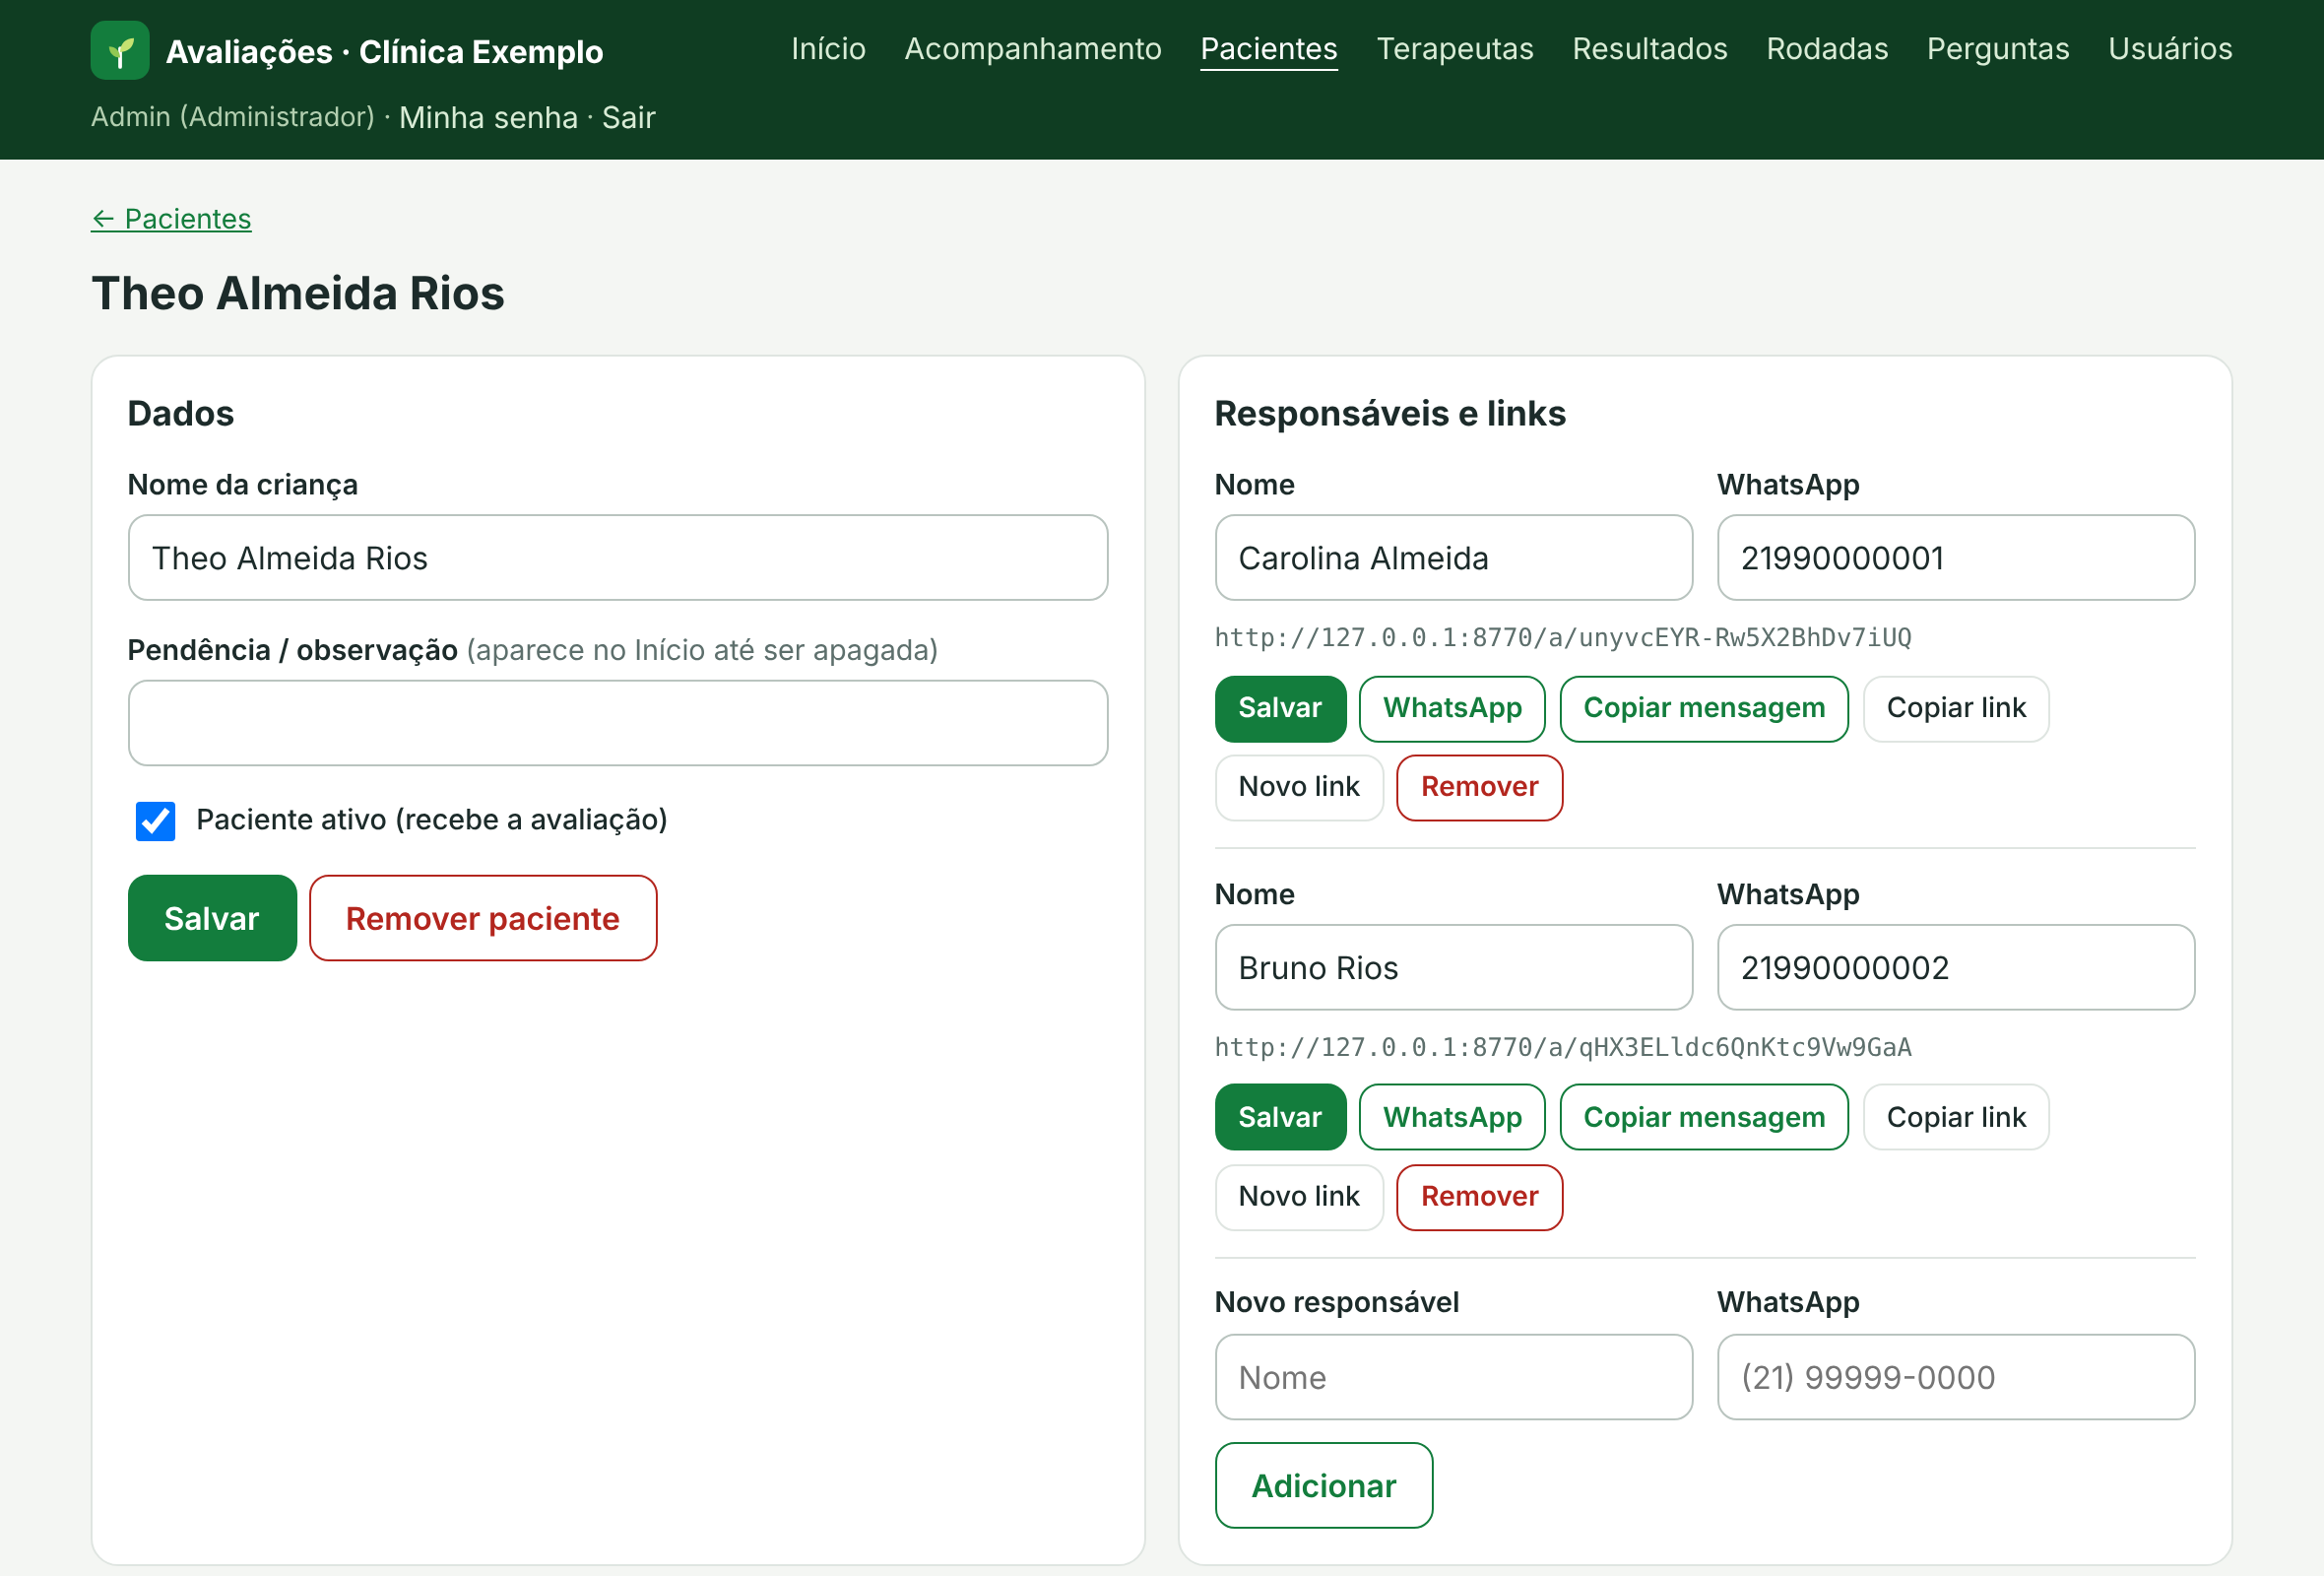 Avaliações · Clínica Exemplo
Início Acompanhamento Pacientes Terapeutas Resultados Rodadas Perguntas Usuários
Admin (Administrador) · Minha senha · Sair
← Pacientes
Theo Almeida Rios
Dados
Nome da criança
Theo Almeida Rios
Pendência / observação (aparece no Início até ser apagada)
Paciente ativo (recebe a avaliação)
Salvar Remover paciente
Responsáveis e links
Nome WhatsApp
Carolina Almeida 21990000001
http://127.0.0.1:8770/a/unyvcEYR-Rw5X2BhDv7iUQ
Salvar WhatsApp Copiar mensagem Copiar link
Novo link Remover
Nome WhatsApp
Bruno Rios 21990000002
http://127.0.0.1:8770/a/qHX3ELldc6QnKtc9Vw9GaA
Salvar WhatsApp Copiar mensagem Copiar link
Novo link Remover
Novo responsável WhatsApp
Nome (21) 99999-0000
Adicionar